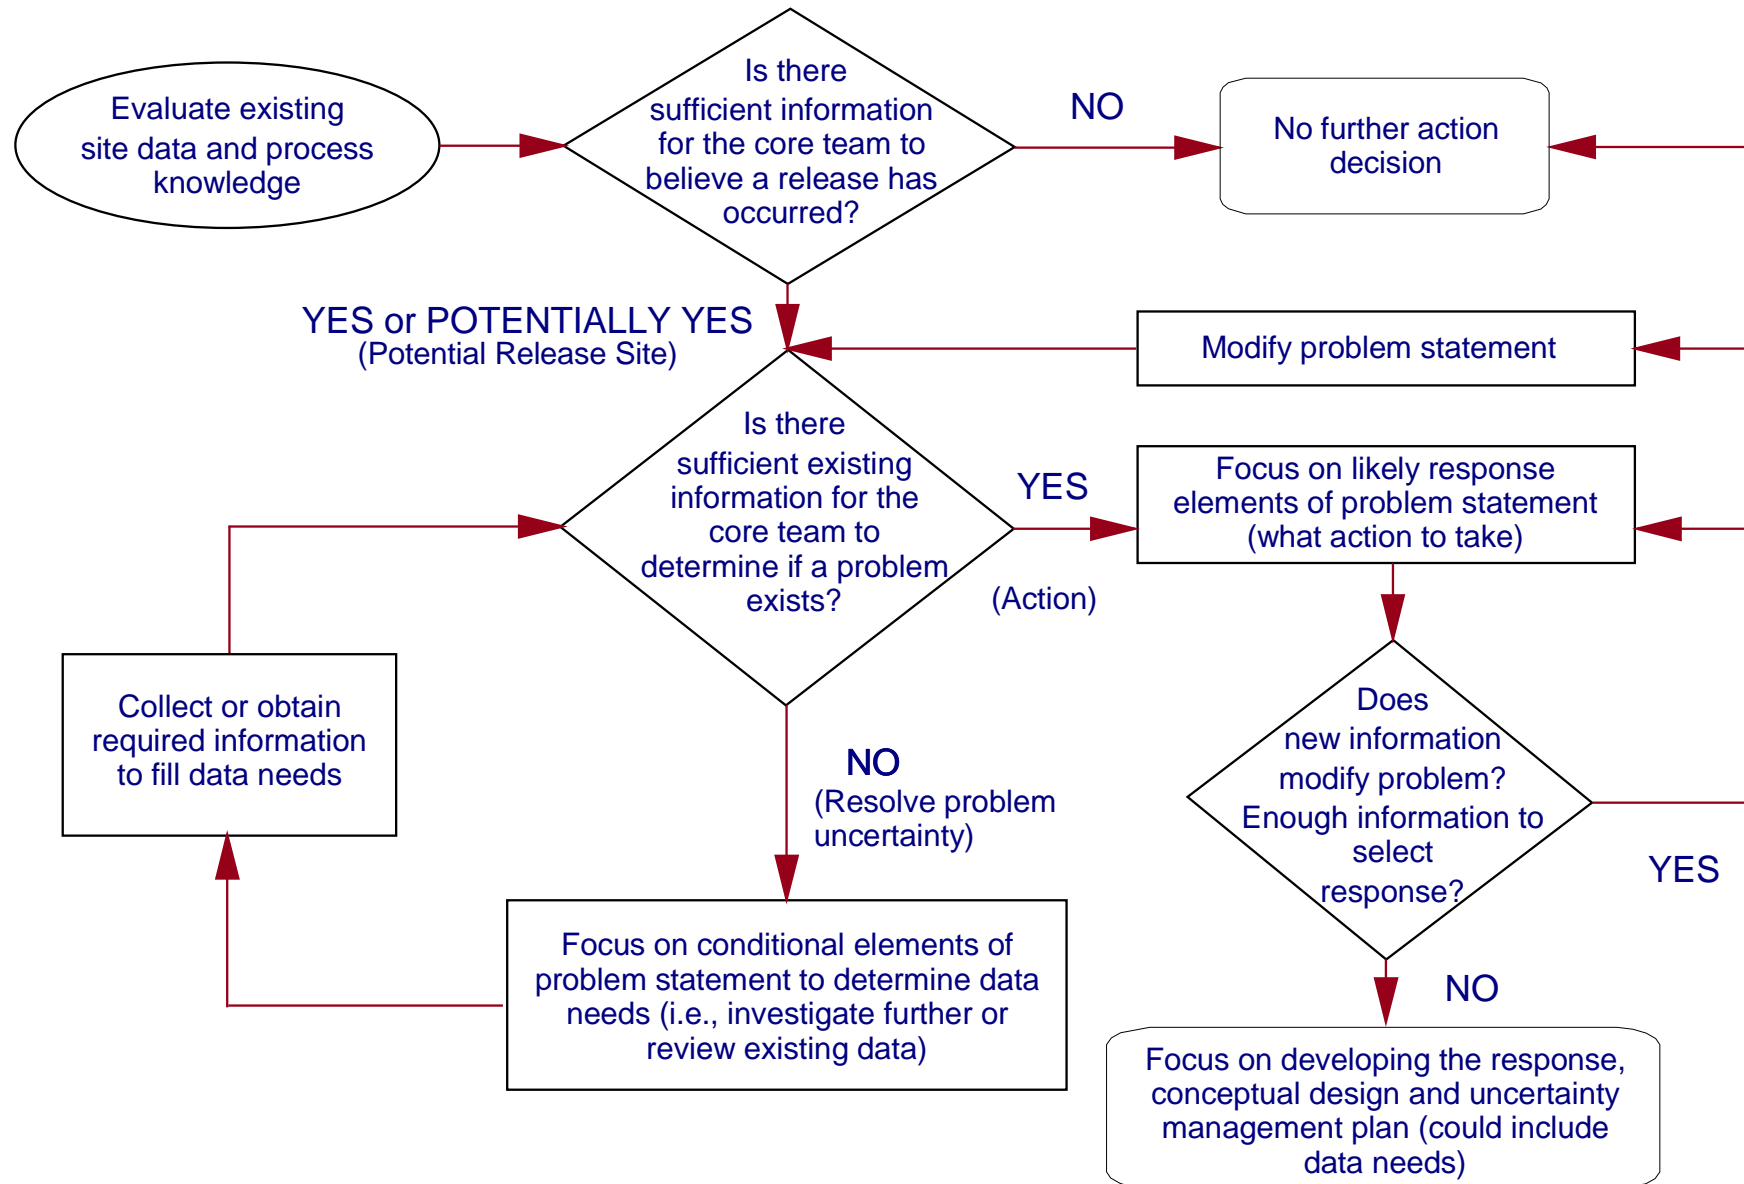 Evaluate existing
site data and process
knowledge
Is there
sufficient information
for the core team to
believe a release has
occurred?
NO
No further action
decision
YES or POTENTIALLY YES
(Potential Release Site)
Modify problem statement
Is there
sufficient existing
information for the
core team to
determine if a problem
exists?
YES
(Action)
Focus on likely response
elements of problem statement
(what action to take)
Collect or obtain
required information
to fill data needs
NO
(Resolve problem
uncertainty)
Does
new information
modify problem?
Enough information to
select
response?
YES
NO
Focus on conditional elements of
problem statement to determine data
needs (i.e., investigate further or
review existing data)
Focus on developing the response,
conceptual design and uncertainty
management plan (could include
data needs)